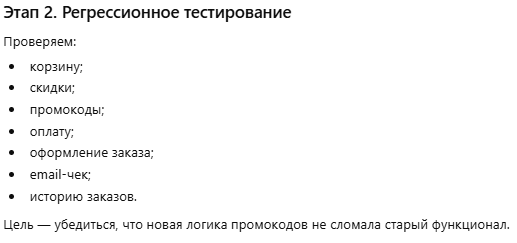 Этап 2. Регрессионное тестирование
Проверяем:
• корзину;
• скидки;
• промокоды;
• оплату;
• оформление заказа;
• email-чек;
• историю заказов.
Цель — убедиться, что новая логика промокодов не сломала старый функционал.